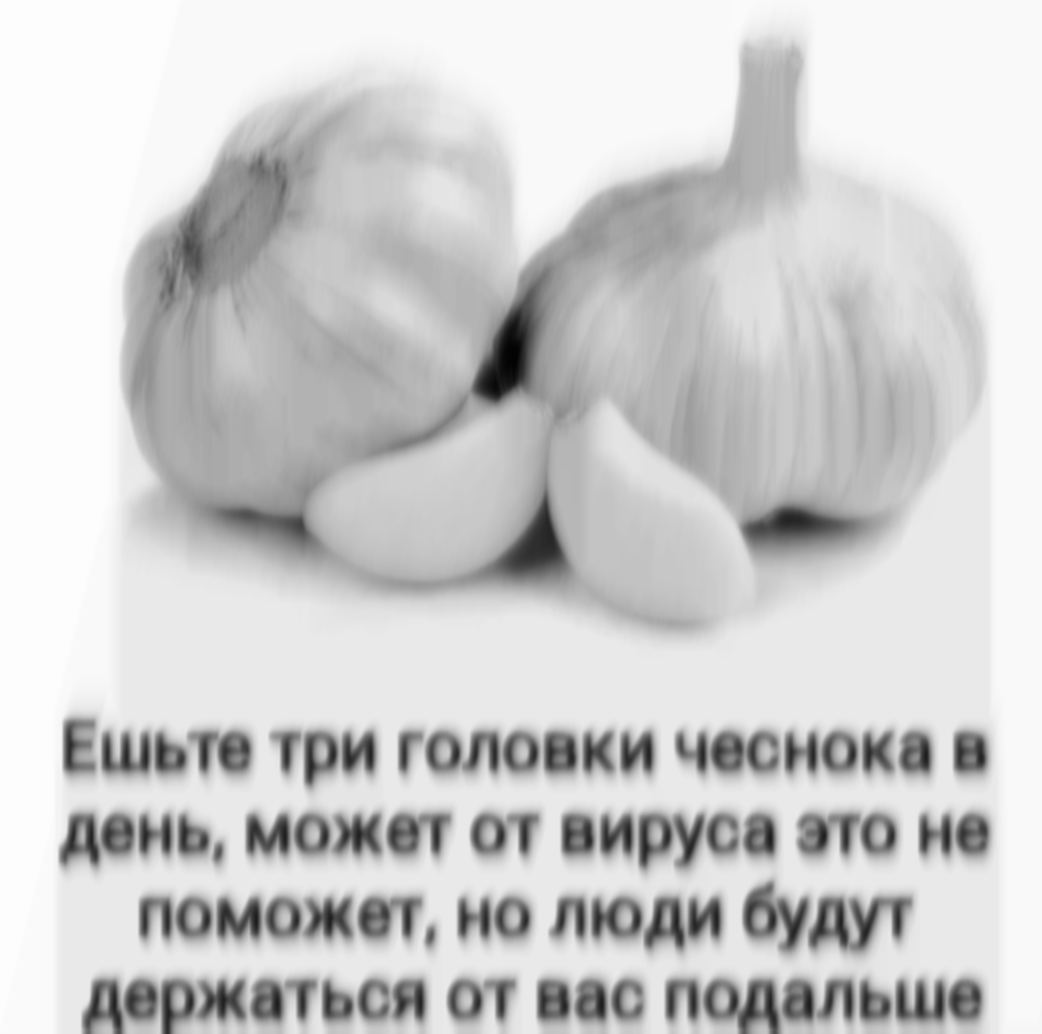 Ешьте три головки чеснока в
день, может от вируса это не
поможет, но люди будут
держаться от вас подальше